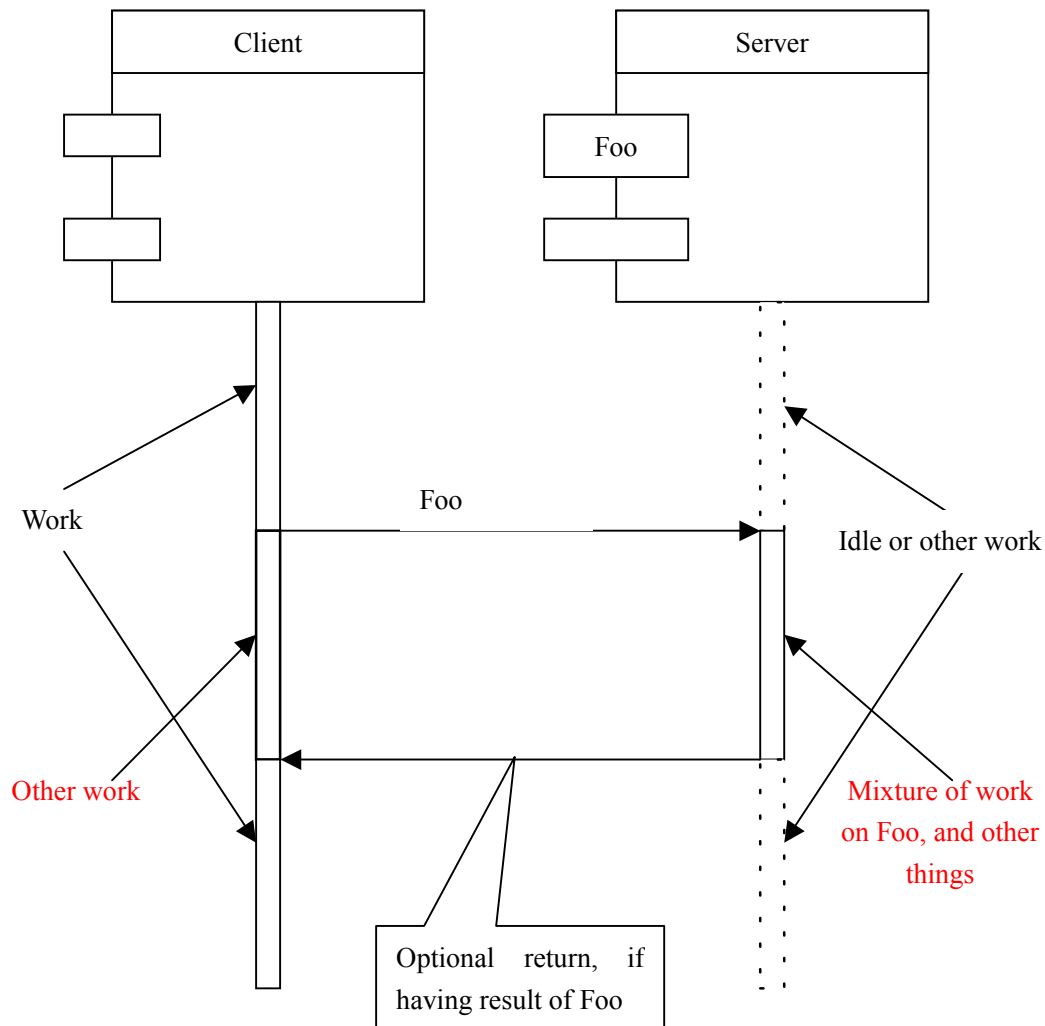 Client
Server
Foo
Foo
Work
Idle or other work
Other work
Mixture of work
on Foo, and other
things
Optional return, if
having result of Foo